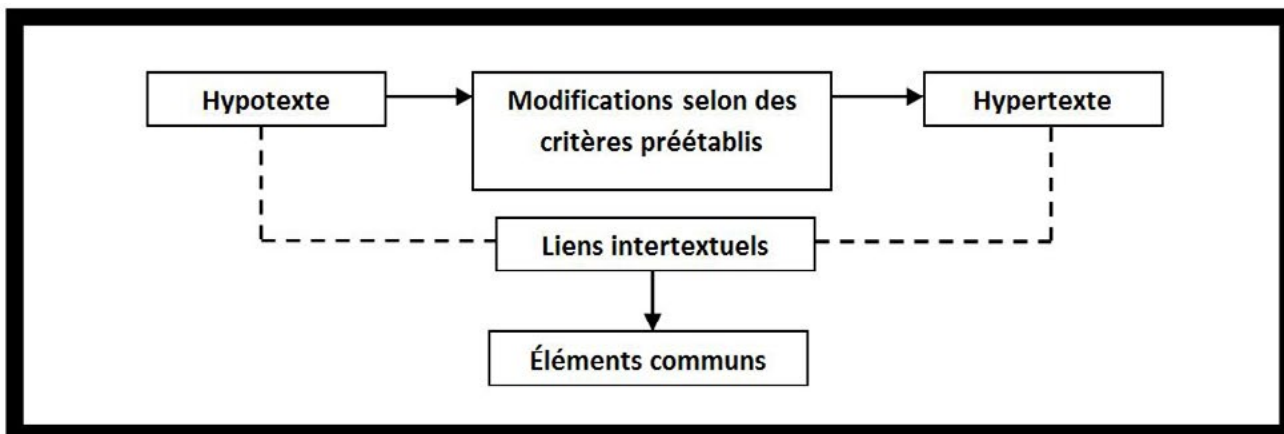 Hypotexte
Modifications selon des
critères préétablis
Hypertexte
Liens intertextuels
Éléments communs